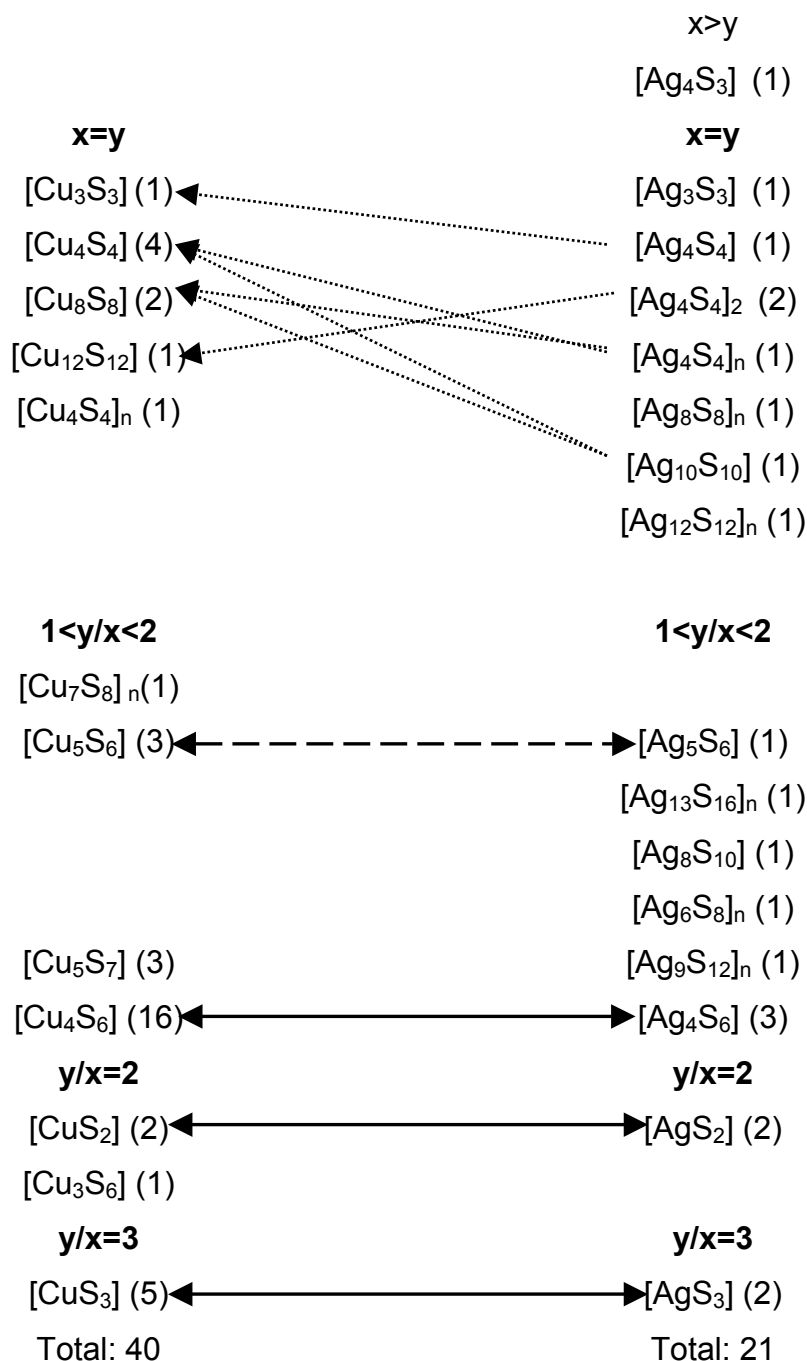 x>y
[Ag₄S₃] (1)
x=y x=y
[Cu₃S₃] (1) [Ag₃S₃] (1)
[Cu₄S₄] (4) [Ag₄S₄] (1)
[Cu₈S₈] (2) [Ag₄S₄]₂ (2)
[Cu₁₂S₁₂] (1) [Ag₄S₄]ₙ (1)
[Cu₄S₄]ₙ (1) [Ag₈S₈]ₙ (1)
[Ag₁₀S₁₀] (1)
[Ag₁₂S₁₂]ₙ (1)
1<y/x<2 1<y/x<2
[Cu₇S₈] ₙ(1)
[Cu₅S₆] (3) [Ag₅S₆] (1)
[Ag₁₃S₁₆]ₙ (1)
[Ag₈S₁₀] (1)
[Ag₆S₈]ₙ (1)
[Cu₅S₇] (3) [Ag₉S₁₂]ₙ (1)
[Cu₄S₆] (16) [Ag₄S₆] (3)
y/x=2 y/x=2
[CuS₂] (2) [AgS₂] (2)
[Cu₃S₆] (1)
y/x=3 y/x=3
[CuS₃] (5) [AgS₃] (2)
Total: 40 Total: 21